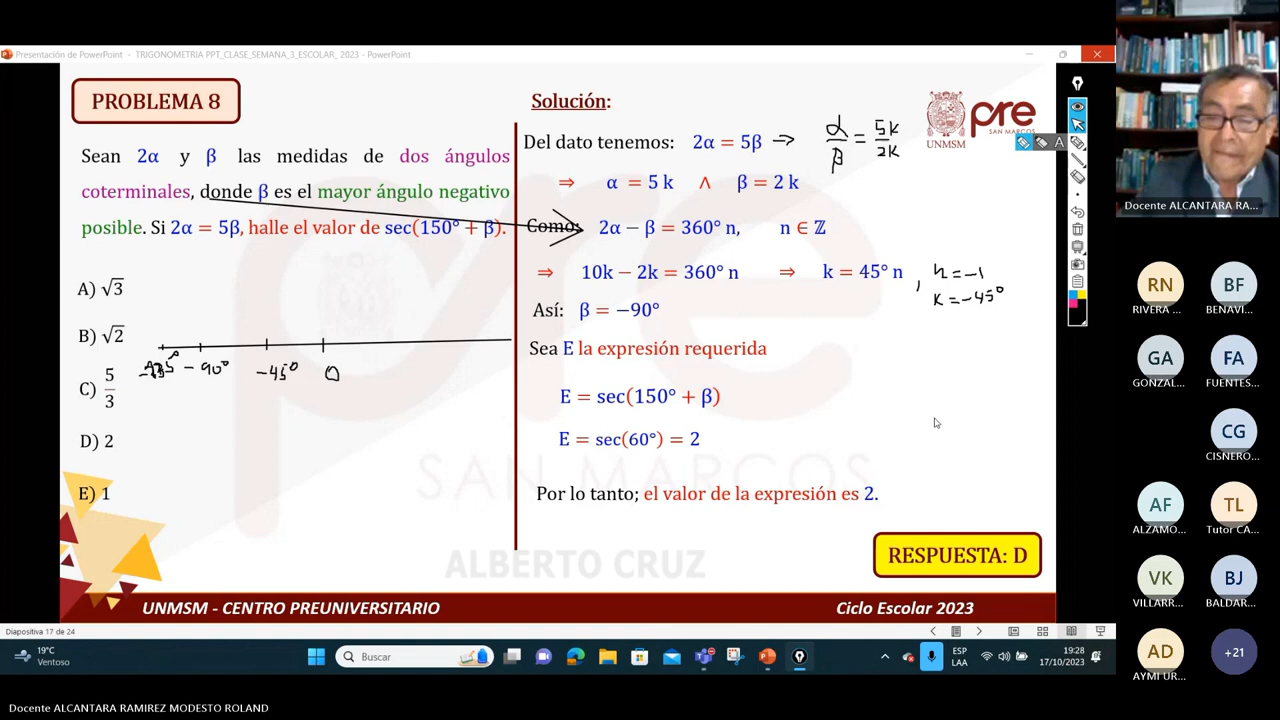 Presentación de PowerPoint - TRIGONOMETRIA PPT_CLASE_SEMANA_3_ESCOLAR_ 2023 - PowerPoint
PROBLEMA 8
Sean 2α y β las medidas de dos ángulos
coterminales, donde β es el mayor ángulo negativo
posible. Si 2α = 5β, halle el valor de sec(150° + β).
A) √3
B) √2
C) 5/3
D) 2
E) 1
-90° -45° 0
Solución:
Del dato tenemos: 2α = 5β → α/β = 5k/2k
⇒ α = 5 k ∧ β = 2 k
Como: 2α − β = 360° n, n ∈ ℤ
⇒ 10k − 2k = 360° n ⇒ k = 45° n , n = -1
k = -45°
Así: β = −90°
Sea E la expresión requerida
E = sec(150° + β)
E = sec(60°) = 2
Por lo tanto; el valor de la expresión es 2.
RESPUESTA: D
UNMSM
pre
SAN MARCOS
A
pre
SAN MARCOS
ALBERTO CRUZ
UNMSM - CENTRO PREUNIVERSITARIO
Ciclo Escolar 2023
Diapositiva 17 de 24
19°C
Ventoso
Buscar
ESP
LAA
19:28
17/10/2023
Docente ALCANTARA RA...
RN
RIVERA ...
BF
BENAVI...
GA
GONZAL...
FA
FUENTES...
CG
CISNERO...
AF
ALZAMO...
TL
Tutor CA...
VK
VILLARR...
BJ
BALDAR...
AD
AYMI UR...
+21
Docente ALCANTARA RAMIREZ MODESTO ROLAND